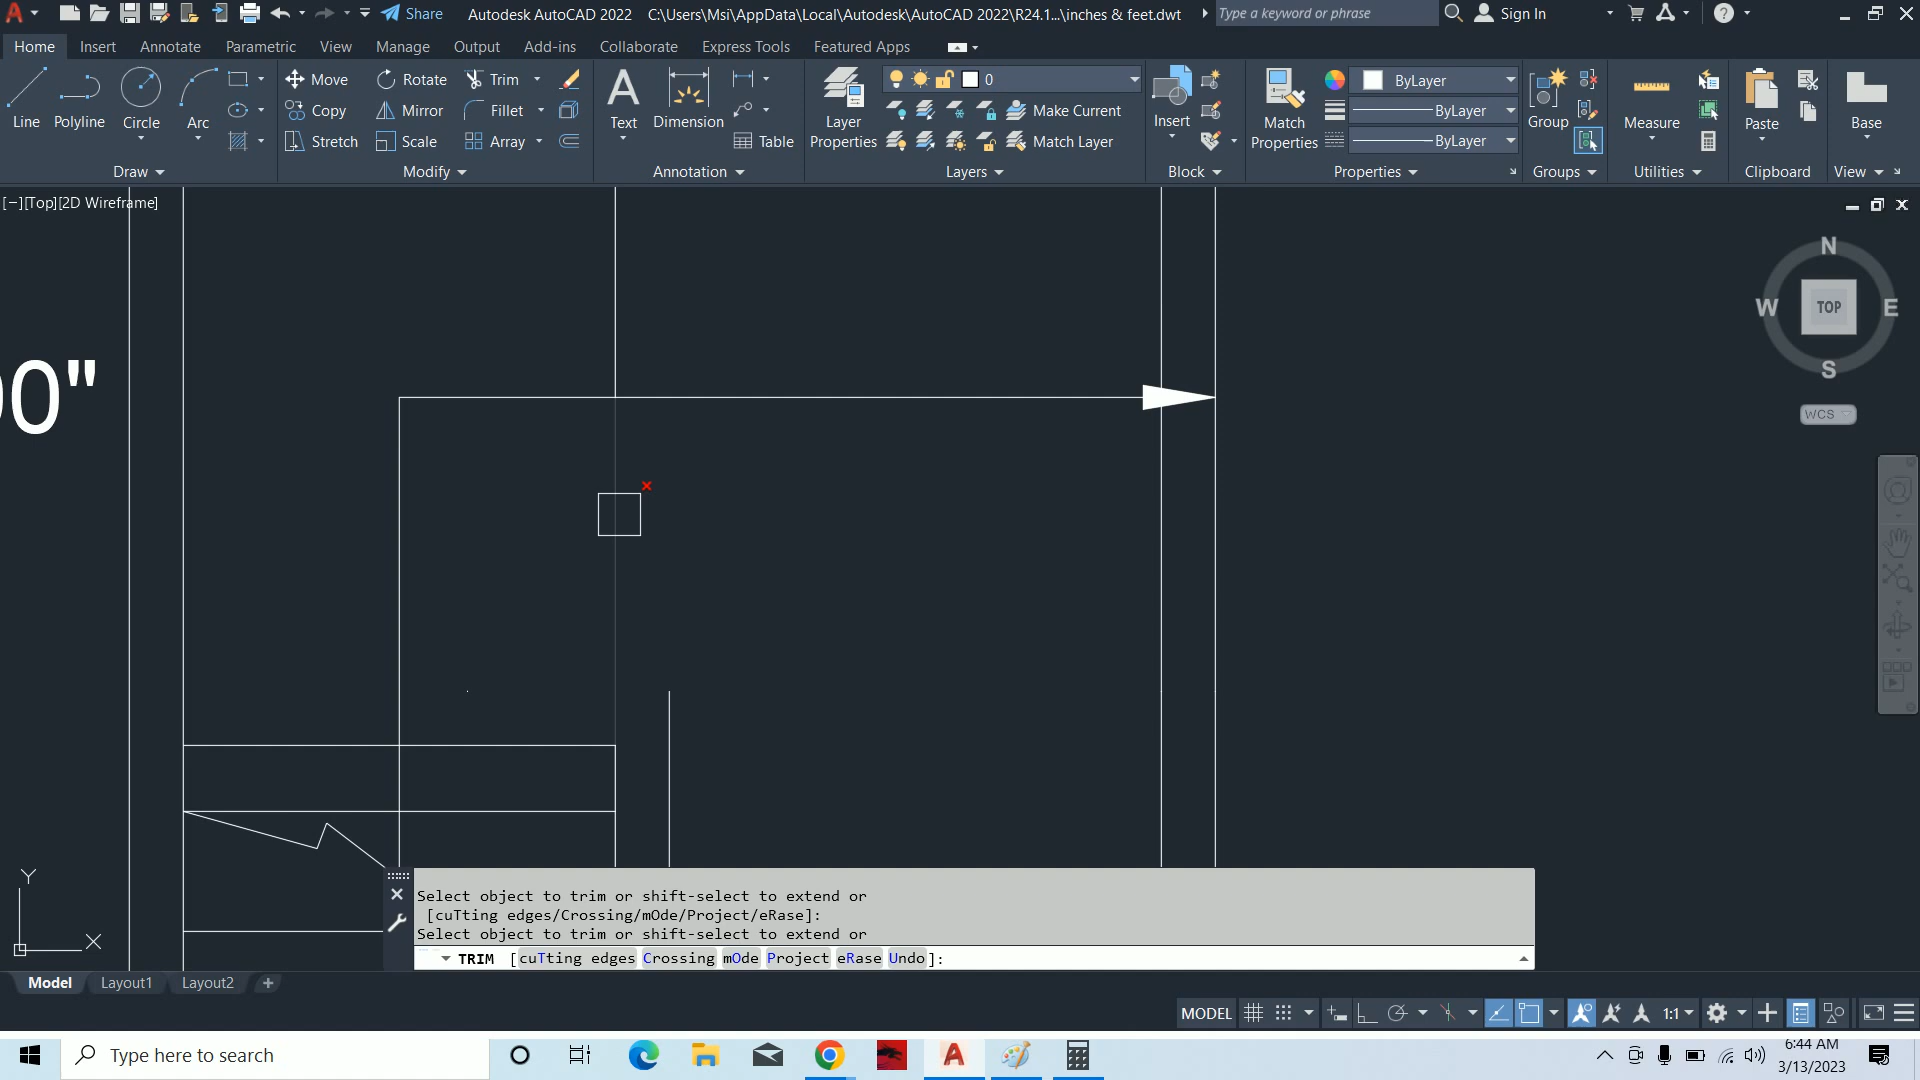 Share
Autodesk AutoCAD 2022 C:\Users\Msi\AppData\Local\Autodesk\AutoCAD 2022\R24.1...\inches & feet.dwt
Type a keyword or phrase
Sign In
Home Insert Annotate Parametric View Manage Output Add-ins Collaborate Express Tools Featured Apps
Line
Polyline
Circle
Arc
Draw
Move
Rotate
Trim
Copy
Mirror
Fillet
Stretch
Scale
Array
Modify
Text
Dimension
Table
Annotation
Layer
Properties
0
Make Current
Match Layer
Layers
Insert
Block
Match
Properties
ByLayer
ByLayer
ByLayer
Properties
Group
Groups
Measure
Utilities
Paste
Clipboard
Base
View
[−][Top][2D Wireframe]
N
W
TOP
E
S
WCS
00"
Y
X
Select object to trim or shift-select to extend or
[cuTting edges/Crossing/mOde/Project/eRase]:
Select object to trim or shift-select to extend or
TRIM [cuTting edges Crossing mOde Project eRase Undo]:
Model Layout1 Layout2
MODEL
1:1
Type here to search
6:44 AM
3/13/2023